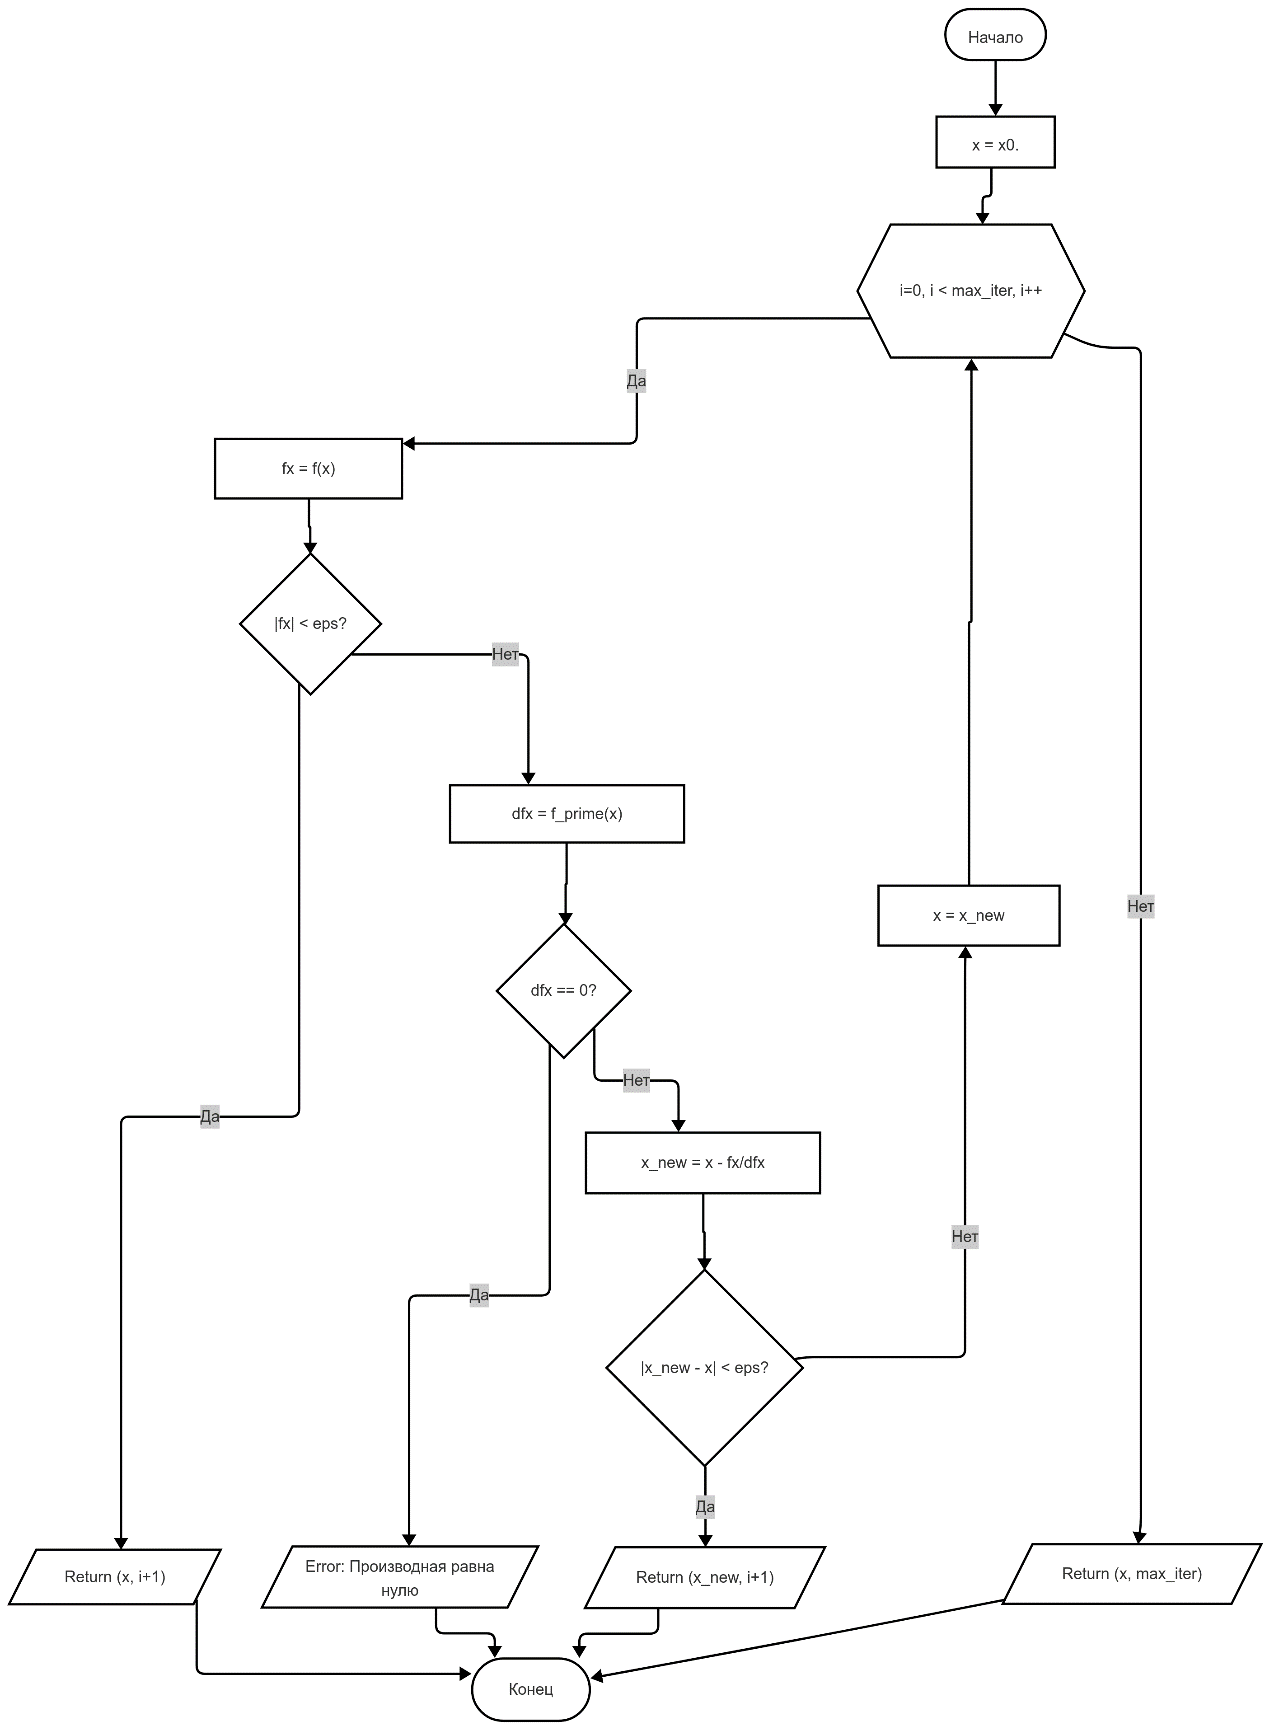 Начало
x = x0.
i=0, i < max_iter, i++
Да
fx = f(x)
|fx| < eps?
Нет
dfx = f_prime(x)
Нет
x = x_new
dfx == 0?
Нет
Да
x_new = x - fx/dfx
Нет
Да
|x_new - x| < eps?
Да
Return (x, i+1)
Error: Производная равна
нулю
Return (x_new, i+1)
Return (x, max_iter)
Конец